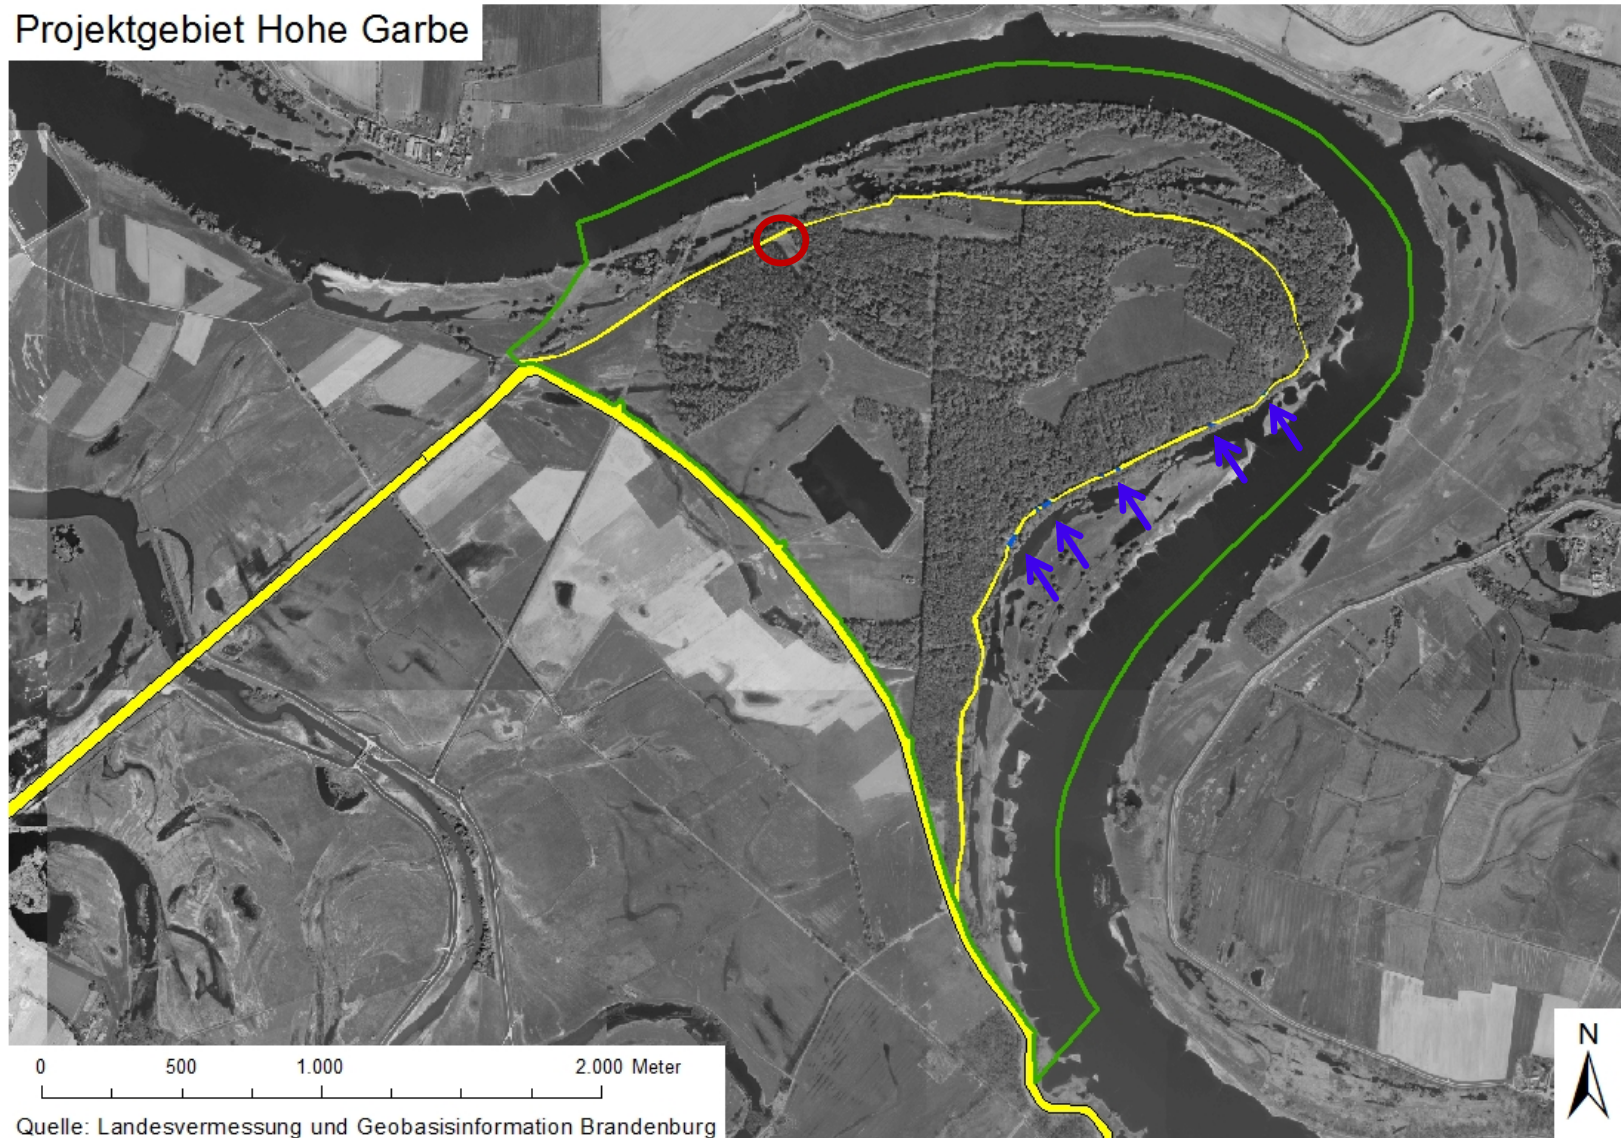 Projektgebiet Hohe Garbe
N
0 500 1.000 2.000 Meter
Quelle: Landesvermessung und Geobasisinformation Brandenburg